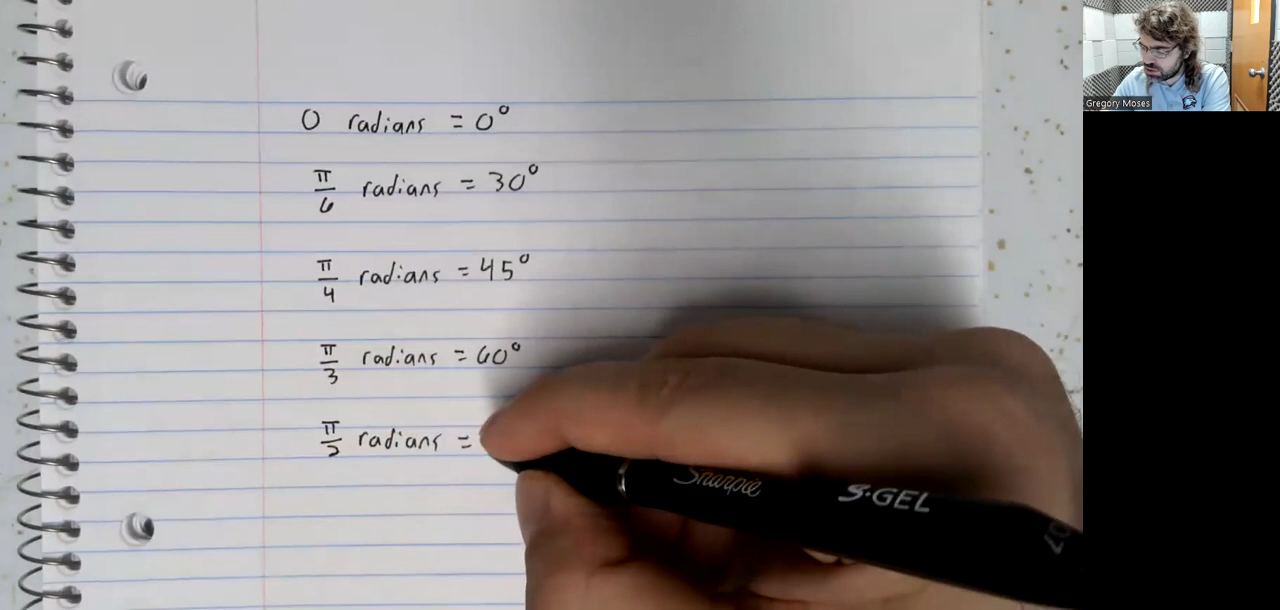 0 radians = 0°
π/6 radians = 30°
π/4 radians = 45°
π/3 radians = 60°
π/2 radians =
Sharpie S·GEL
Gregory Moses